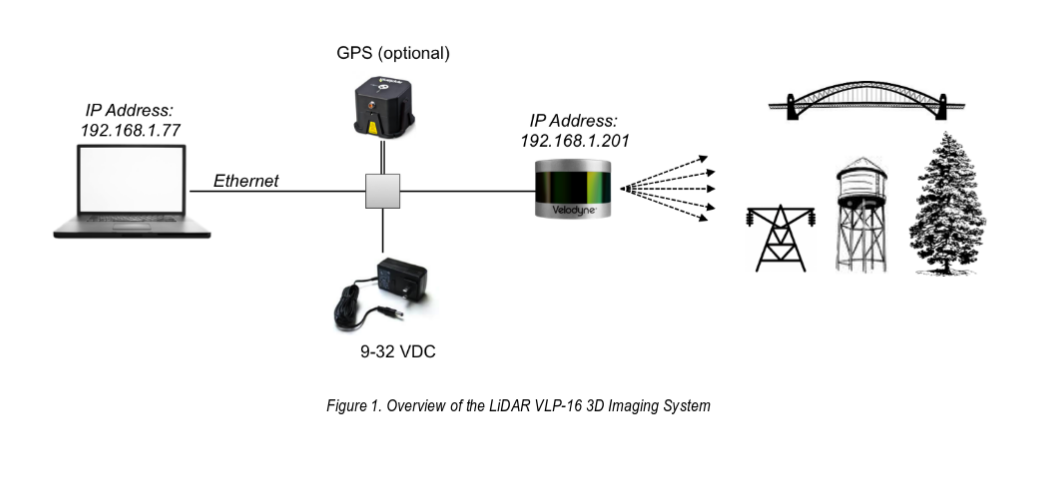 GPS (optional)
IP Address:
192.168.1.77
IP Address:
192.168.1.201
Ethernet
Velodyne
9-32 VDC
Figure 1. Overview of the LiDAR VLP-16 3D Imaging System